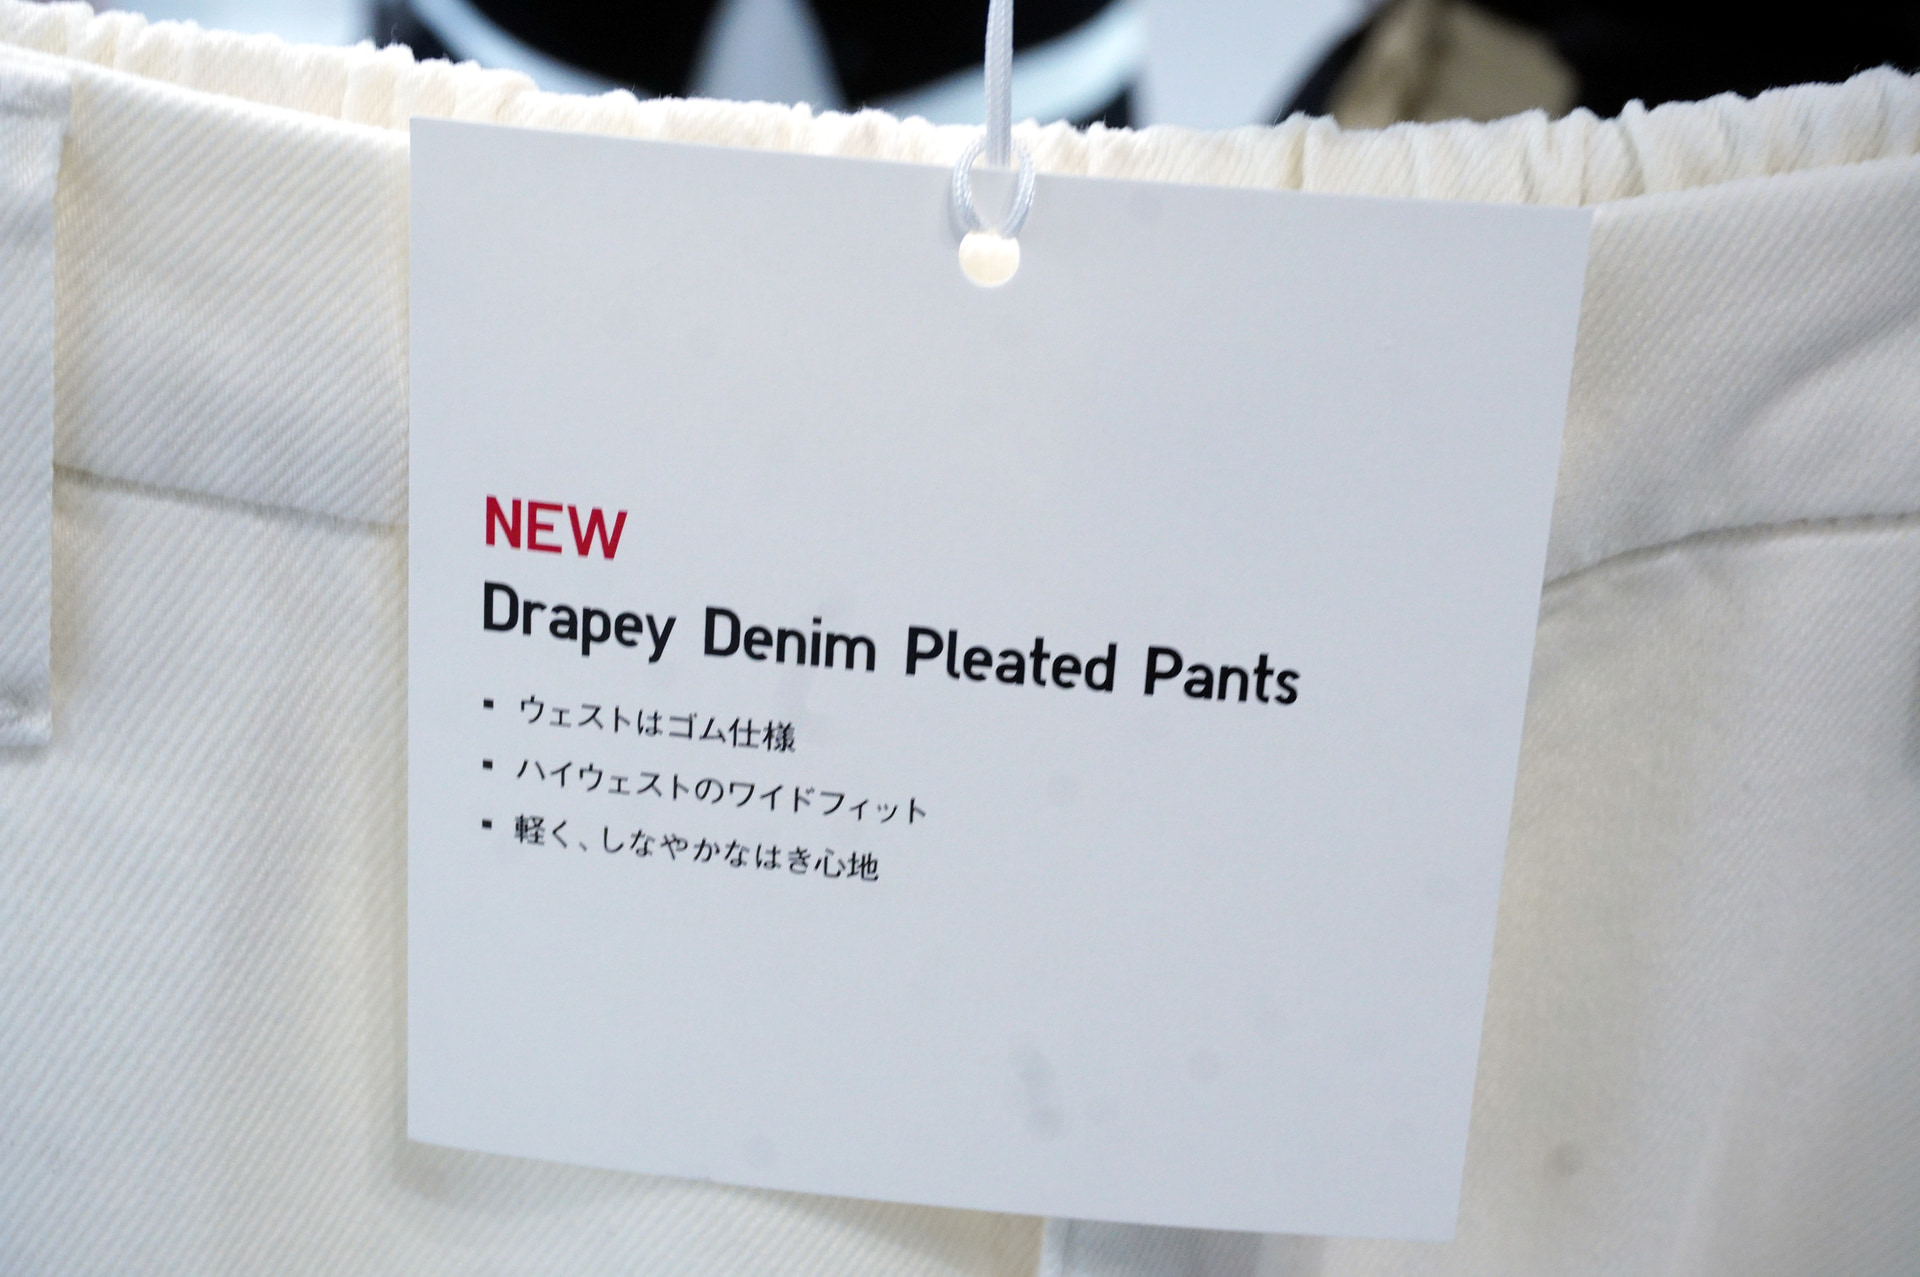 NEW
Drapey Denim Pleated Pants
▪ ウェストはゴム仕様
▪ ハイウェストのワイドフィット
▪ 軽く、しなやかなはき心地